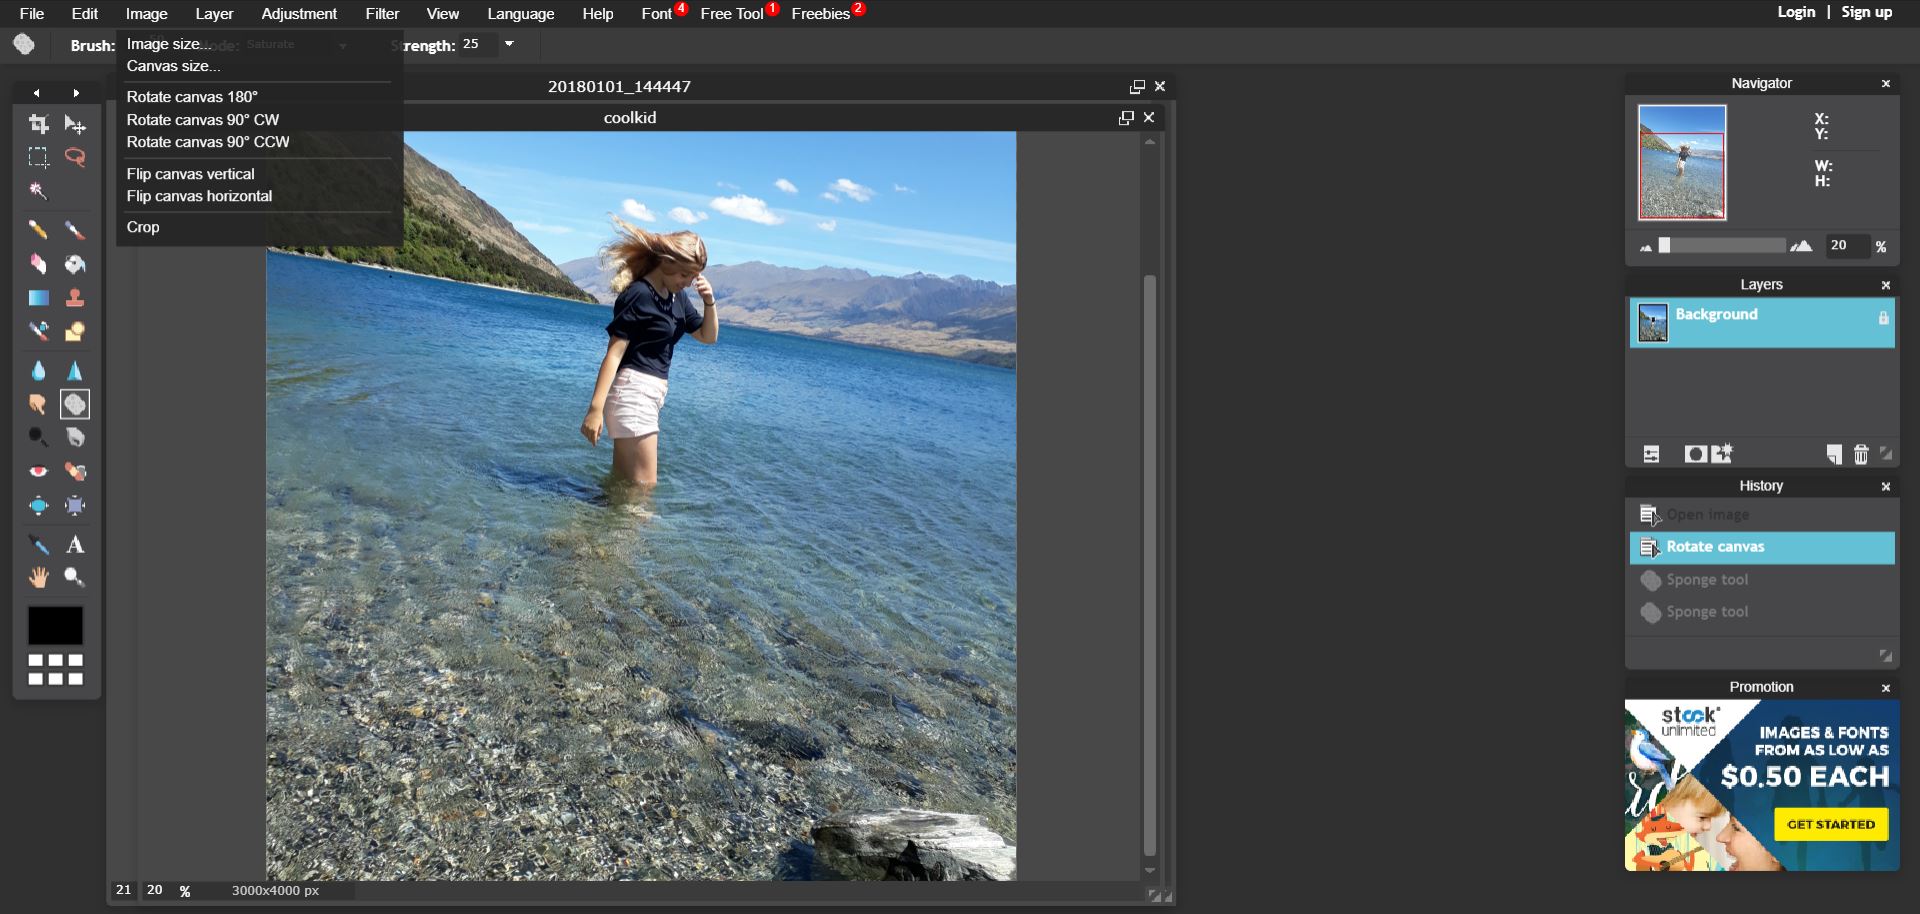 File Edit Image Layer Adjustment Filter View Language Help Font 4 Free Tool 1 Freebies 2 Login | Sign up
Brush: Mode: Saturate Strength: 25
Image size...
Canvas size...
Rotate canvas 180°
Rotate canvas 90° CW
Rotate canvas 90° CCW
Flip canvas vertical
Flip canvas horizontal
Crop
20180101_144447
coolkid
A
21 20 % 3000x4000 px
Navigator
X:
Y:
W:
H:
20 %
Layers
Background
History
Open image
Rotate canvas
Sponge tool
Sponge tool
Promotion
stock
unlimited
IMAGES & FONTS
FROM AS LOW AS
$0.50 EACH
GET STARTED